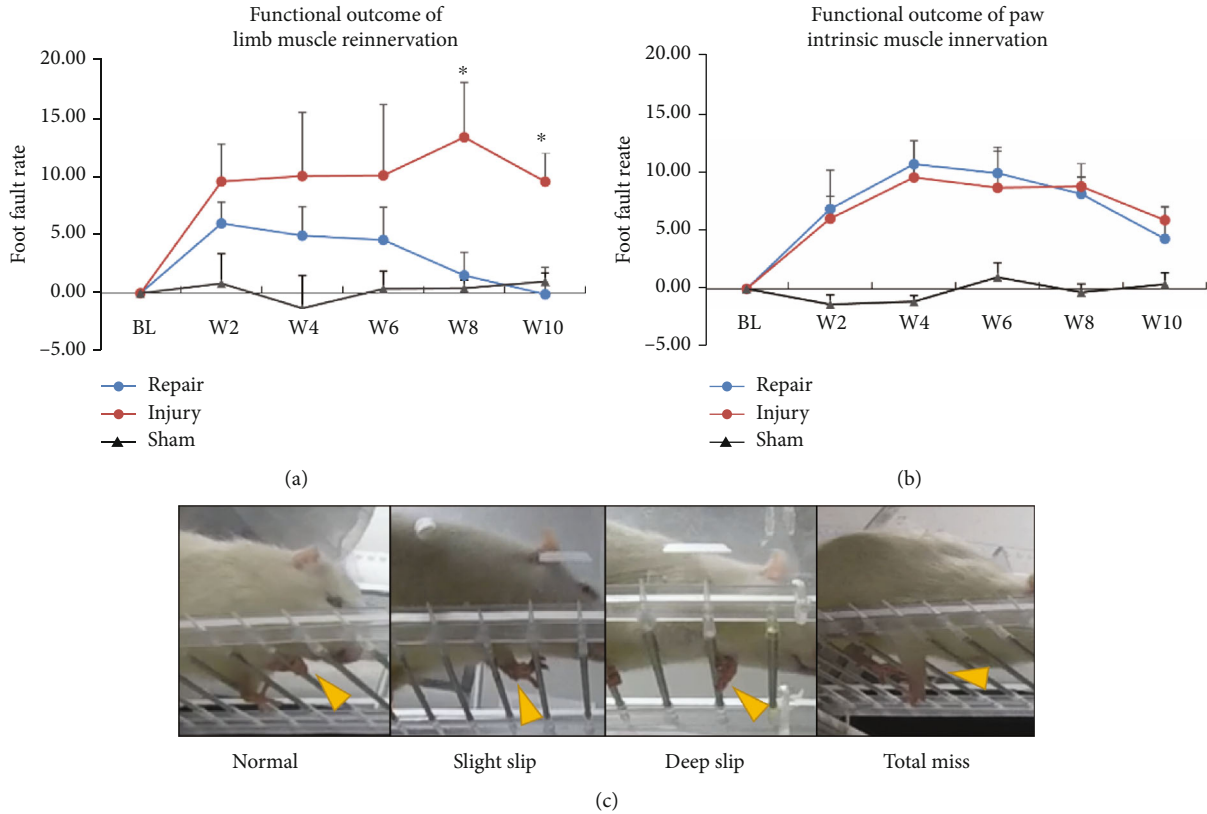 Functional outcome of
limb muscle reinnervation
20.00
15.00
10.00
5.00
0.00
−5.00
Foot fault rate
*
*
BL
W2
W4
W6
W8
W10
Repair
Injury
Sham
(a)
Functional outcome of paw
intrinsic muscle innervation
20.00
15.00
10.00
5.00
0.00
−5.00
Foot fault reate
BL
W2
W4
W6
W8
W10
Repair
Injury
Sham
(b)
Normal
Slight slip
Deep slip
Total miss
(c)